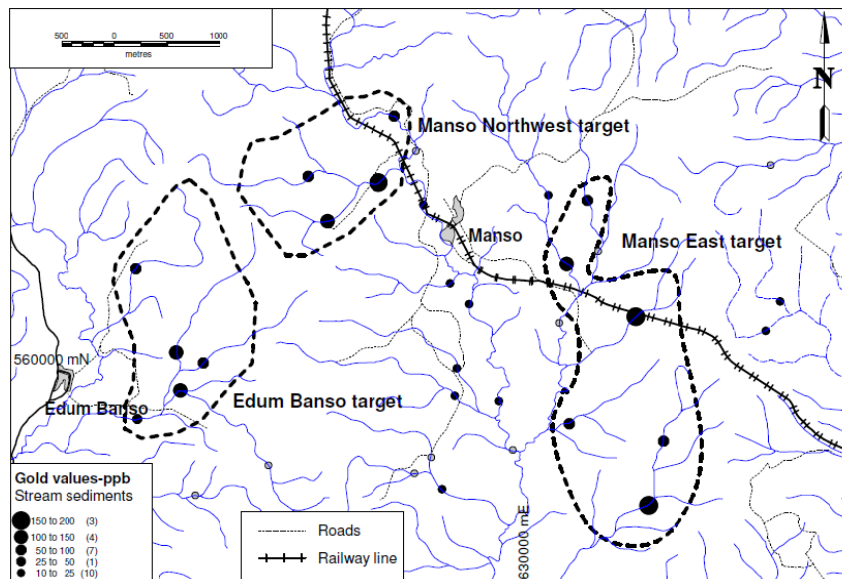 500 0 500 1000
metres
N
Manso Northwest target
Manso
Manso East target
560000 mN
Edum Banso
Edum Banso target
630000 mE
Gold values-ppb
Stream sediments
150 to 200 (3)
100 to 150 (4)
50 to 100 (7)
25 to 50 (1)
10 to 25 (10)
Roads
Railway line